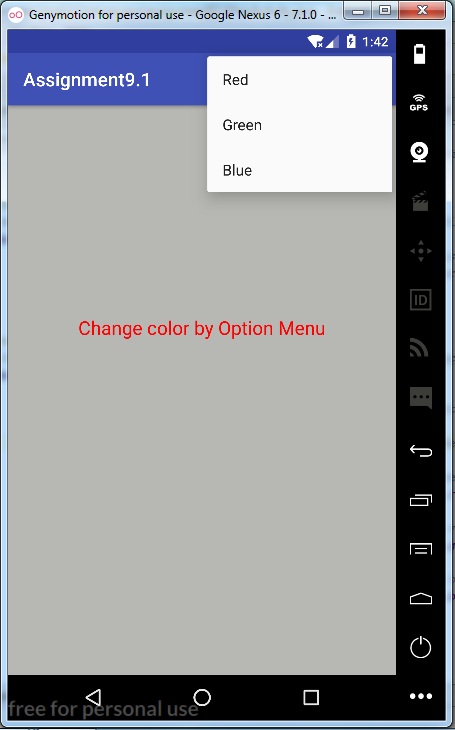 Genymotion for personal use - Google Nexus 6 - 7.1.0 - ...
1:42
Assignment9.1
Red
Green
Blue
GPS
ID
Change color by Option Menu
free for personal use